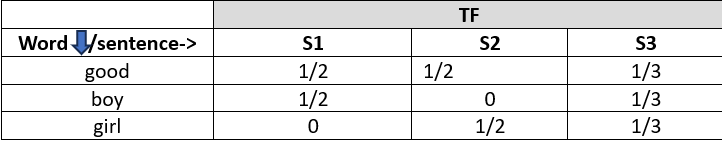 TF
Word /sentence-> S1 S2 S3
good 1/2 1/2 1/3
boy 1/2 0 1/3
girl 0 1/2 1/3